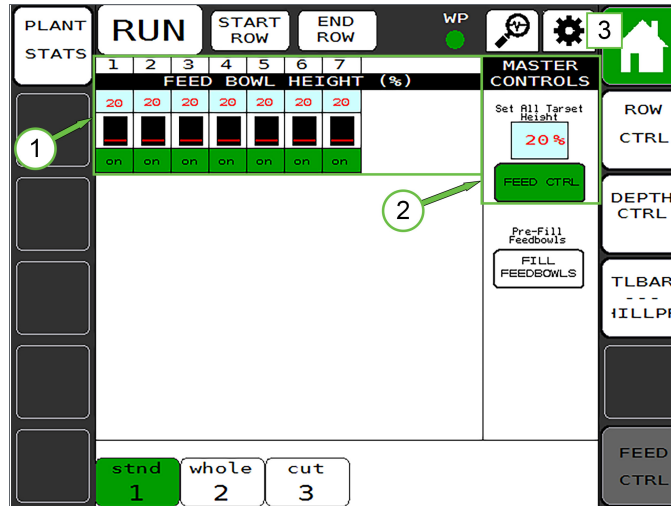 PLANT
STATS
RUN
START
ROW
END
ROW
WP
3
1 2 3 4 5 6 7
FEED BOWL HEIGHT (%)
20 20 20 20 20 20 20
on on on on on on on
1
MASTER
CONTROLS
Set All Target
Height
20%
FEED CTRL
2
Pre-Fill
Feedbowls
FILL
FEEDBOWLS
ROW
CTRL
DEPTH
CTRL
TLBAR
---
HILLP
FEED
CTRL
stnd
1
whole
2
cut
3